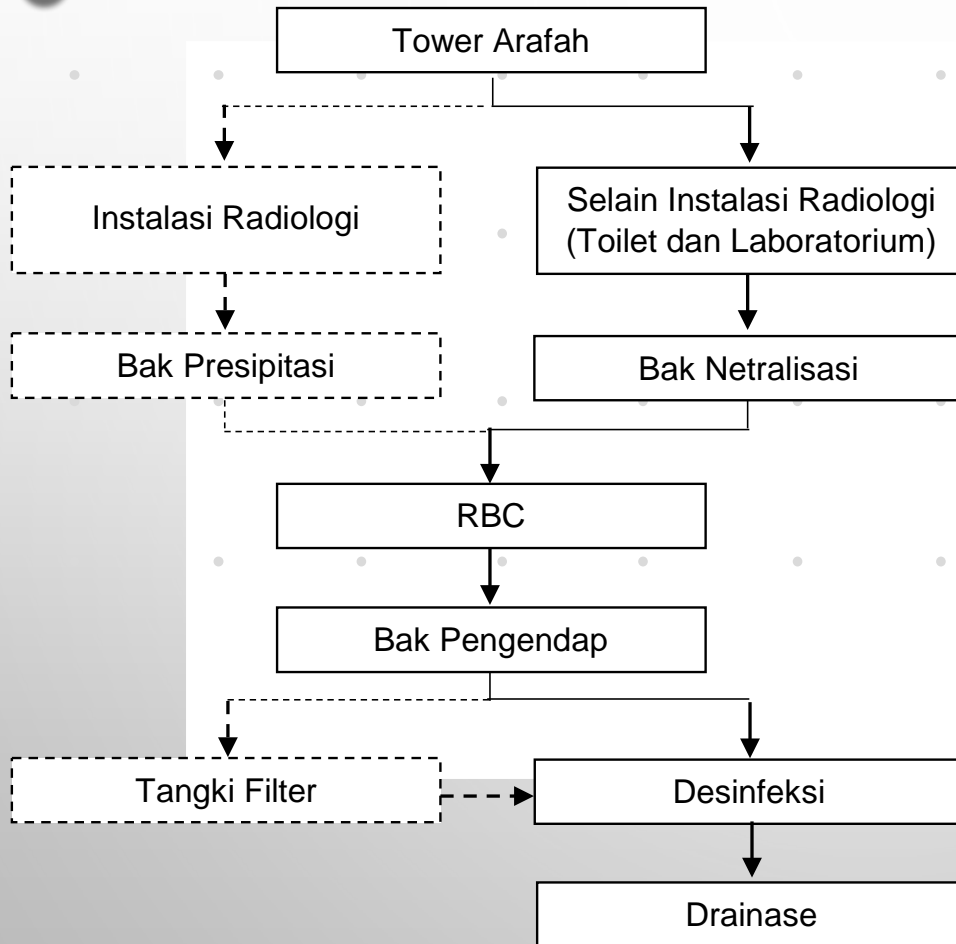 Tower Arafah
Instalasi Radiologi
Selain Instalasi Radiologi
(Toilet dan Laboratorium)
Bak Presipitasi
Bak Netralisasi
RBC
Bak Pengendap
Tangki Filter
Desinfeksi
Drainase